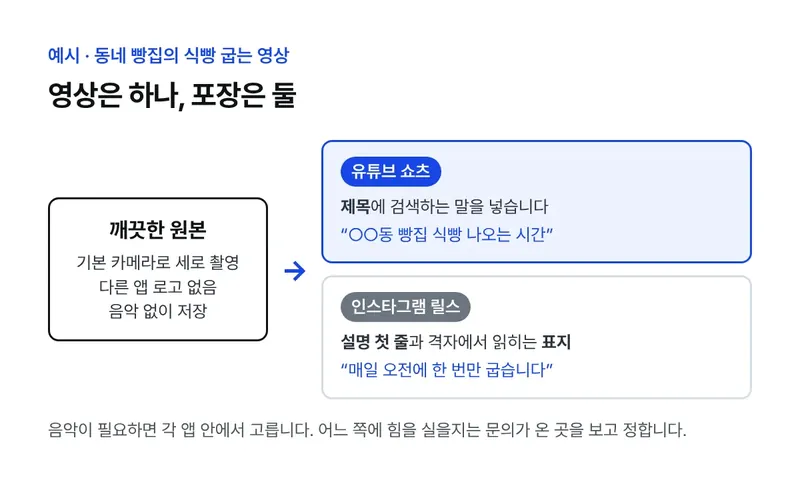 예시 · 동네 빵집의 식빵 굽는 영상
영상은 하나, 포장은 둘
깨끗한 원본
기본 카메라로 세로 촬영
다른 앱 로고 없음
음악 없이 저장
→
유튜브 쇼츠
제목에 검색하는 말을 넣습니다
“○○동 빵집 식빵 나오는 시간”
인스타그램 릴스
설명 첫 줄과 격자에서 읽히는 표지
“매일 오전에 한 번만 굽습니다”
음악이 필요하면 각 앱 안에서 고릅니다. 어느 쪽에 힘을 실을지는 문의가 온 곳을 보고 정합니다.